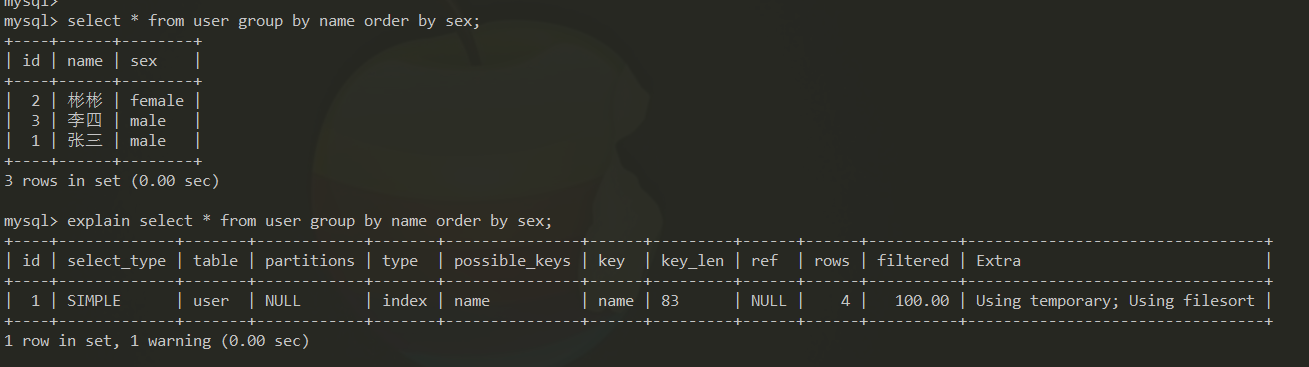 mysql>
mysql> select * from user group by name order by sex;
+----+------+--------+
| id | name | sex    |
+----+------+--------+
|  2 | 彬彬 | female |
|  3 | 李四 | male   |
|  1 | 张三 | male   |
+----+------+--------+
3 rows in set (0.00 sec)
mysql> explain select * from user group by name order by sex;
+----+-------------+-------+------------+-------+---------------+------+---------+------+------+----------+---------------------------------+
| id | select_type | table | partitions | type  | possible_keys | key  | key_len | ref  | rows | filtered | Extra                           |
+----+-------------+-------+------------+-------+---------------+------+---------+------+------+----------+---------------------------------+
|  1 | SIMPLE      | user  | NULL       | index | name          | name | 83      | NULL |    4 |   100.00 | Using temporary; Using filesort |
+----+-------------+-------+------------+-------+---------------+------+---------+------+------+----------+---------------------------------+
1 row in set, 1 warning (0.00 sec)